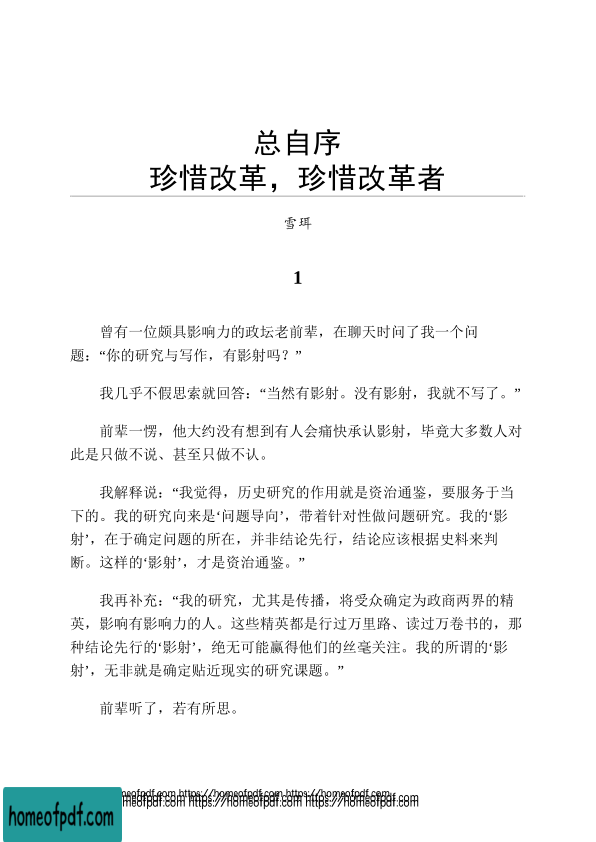 总自序
珍惜改革，珍惜改革者
雪珥
1
曾有一位颇具影响力的政坛老前辈，在聊天时问了我一个问
题：“你的研究与写作，有影射吗？”
我几乎不假思索就回答：“当然有影射。没有影射，我就不写了。”
前辈一愣，他大约没有想到有人会痛快承认影射，毕竟大多数人对
此是只做不说、甚至只做不认。
我解释说：“我觉得，历史研究的作用就是资治通鉴，要服务于当
下的。我的研究向来是‘问题导向’，带着针对性做问题研究。我的‘影
射’，在于确定问题的所在，并非结论先行，结论应该根据史料来判
断。这样的‘影射’，才是资治通鉴。”
我再补充：“我的研究，尤其是传播，将受众确定为政商两界的精
英，影响有影响力的人。这些精英都是行过万里路、读过万卷书的，那
种结论先行的‘影射’，绝无可能赢得他们的丝毫关注。我的所谓的‘影
射’，无非就是确定贴近现实的研究课题。”
前辈听了，若有所思。
homeofpdf.com https://homeofpdf.com https://homeofpdf.com
homeofpdf.com https://homeofpdf.com https://homeofpdf.com
homeofpdf.com